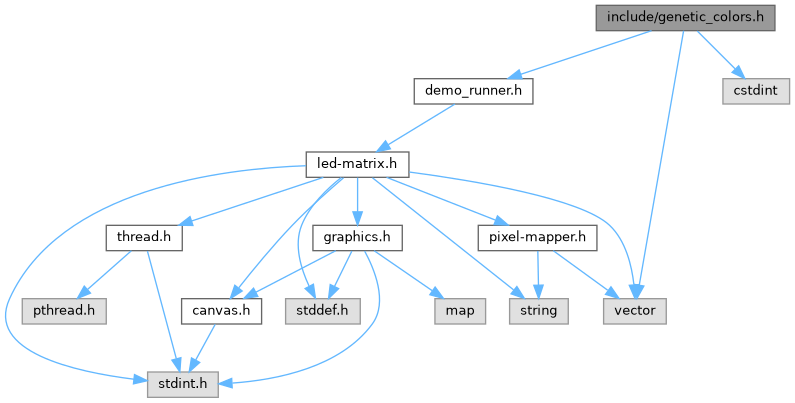 include/genetic_colors.h
demo_runner.h
cstdint
led-matrix.h
thread.h
graphics.h
pixel-mapper.h
pthread.h
canvas.h
stddef.h
map
string
vector
stdint.h